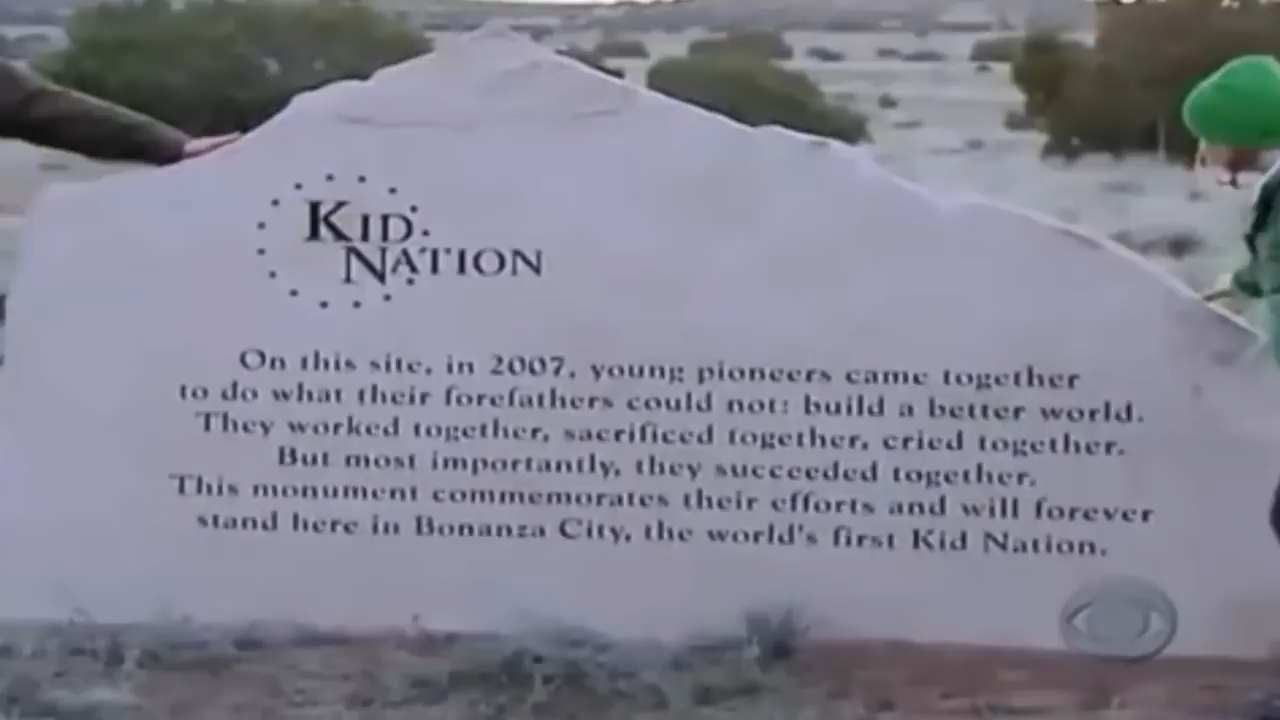 KID
NATION
On this site, in 2007, young pioneers came together
to do what their forefathers could not: build a better world.
They worked together, sacrificed together, cried together.
But most importantly, they succeeded together.
This monument commemorates their efforts and will forever
stand here in Bonanza City, the world's first Kid Nation.